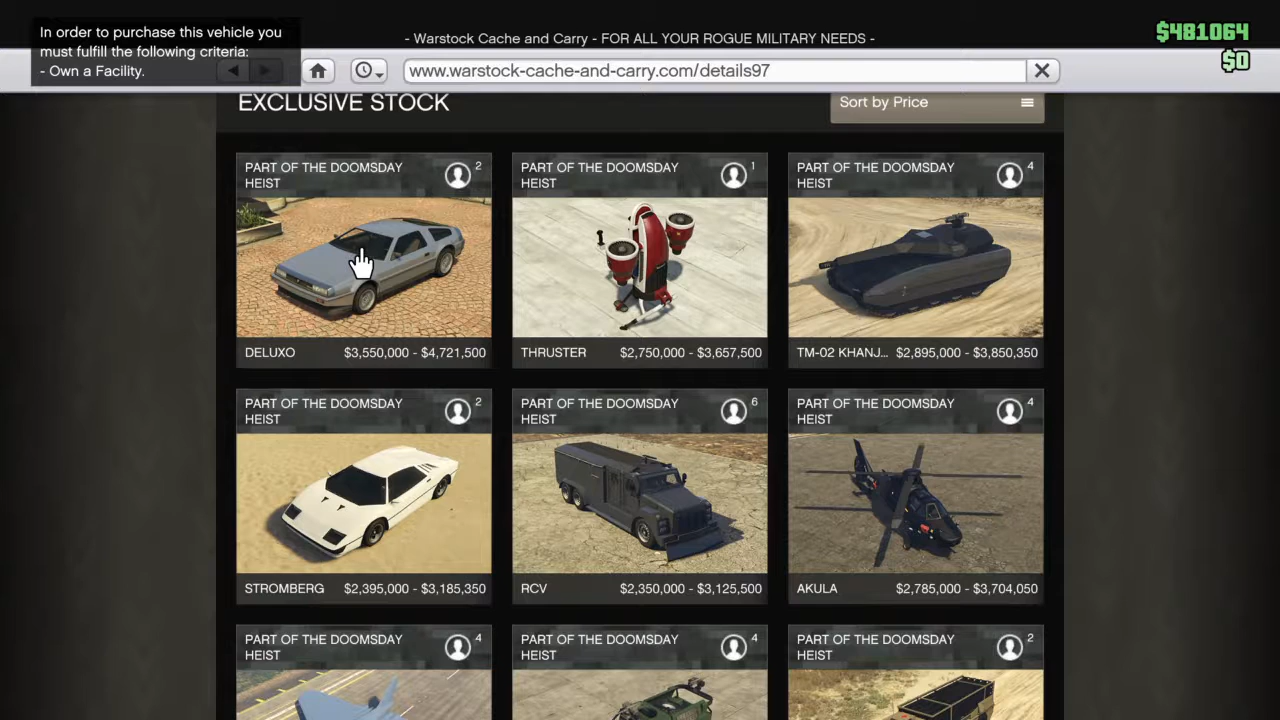 In order to purchase this vehicle you
must fulfill the following criteria:
- Own a Facility.
- Warstock Cache and Carry - FOR ALL YOUR ROGUE MILITARY NEEDS -
$481064
$0
www.warstock-cache-and-carry.com/details97
EXCLUSIVE STOCK
Sort by Price
PART OF THE DOOMSDAY
HEIST
2
DELUXO $3,550,000 - $4,721,500
PART OF THE DOOMSDAY
HEIST
1
THRUSTER $2,750,000 - $3,657,500
PART OF THE DOOMSDAY
HEIST
4
TM-02 KHANJ... $2,895,000 - $3,850,350
PART OF THE DOOMSDAY
HEIST
2
STROMBERG $2,395,000 - $3,185,350
PART OF THE DOOMSDAY
HEIST
6
RCV $2,350,000 - $3,125,500
PART OF THE DOOMSDAY
HEIST
4
AKULA $2,785,000 - $3,704,050
PART OF THE DOOMSDAY
HEIST
4
PART OF THE DOOMSDAY
HEIST
4
PART OF THE DOOMSDAY
HEIST
2